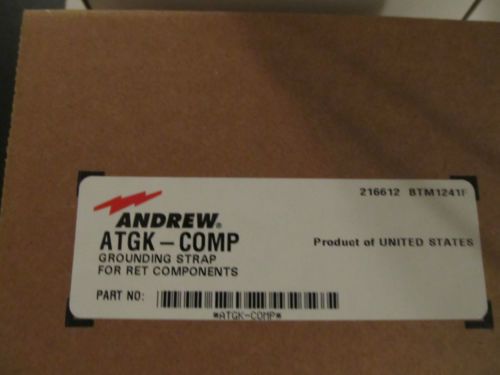 216612 BTM1241F
ANDREW®
ATGK-COMP
Product of UNITED STATES
GROUNDING STRAP
FOR RET COMPONENTS
PART NO:
*ATGK-COMP*